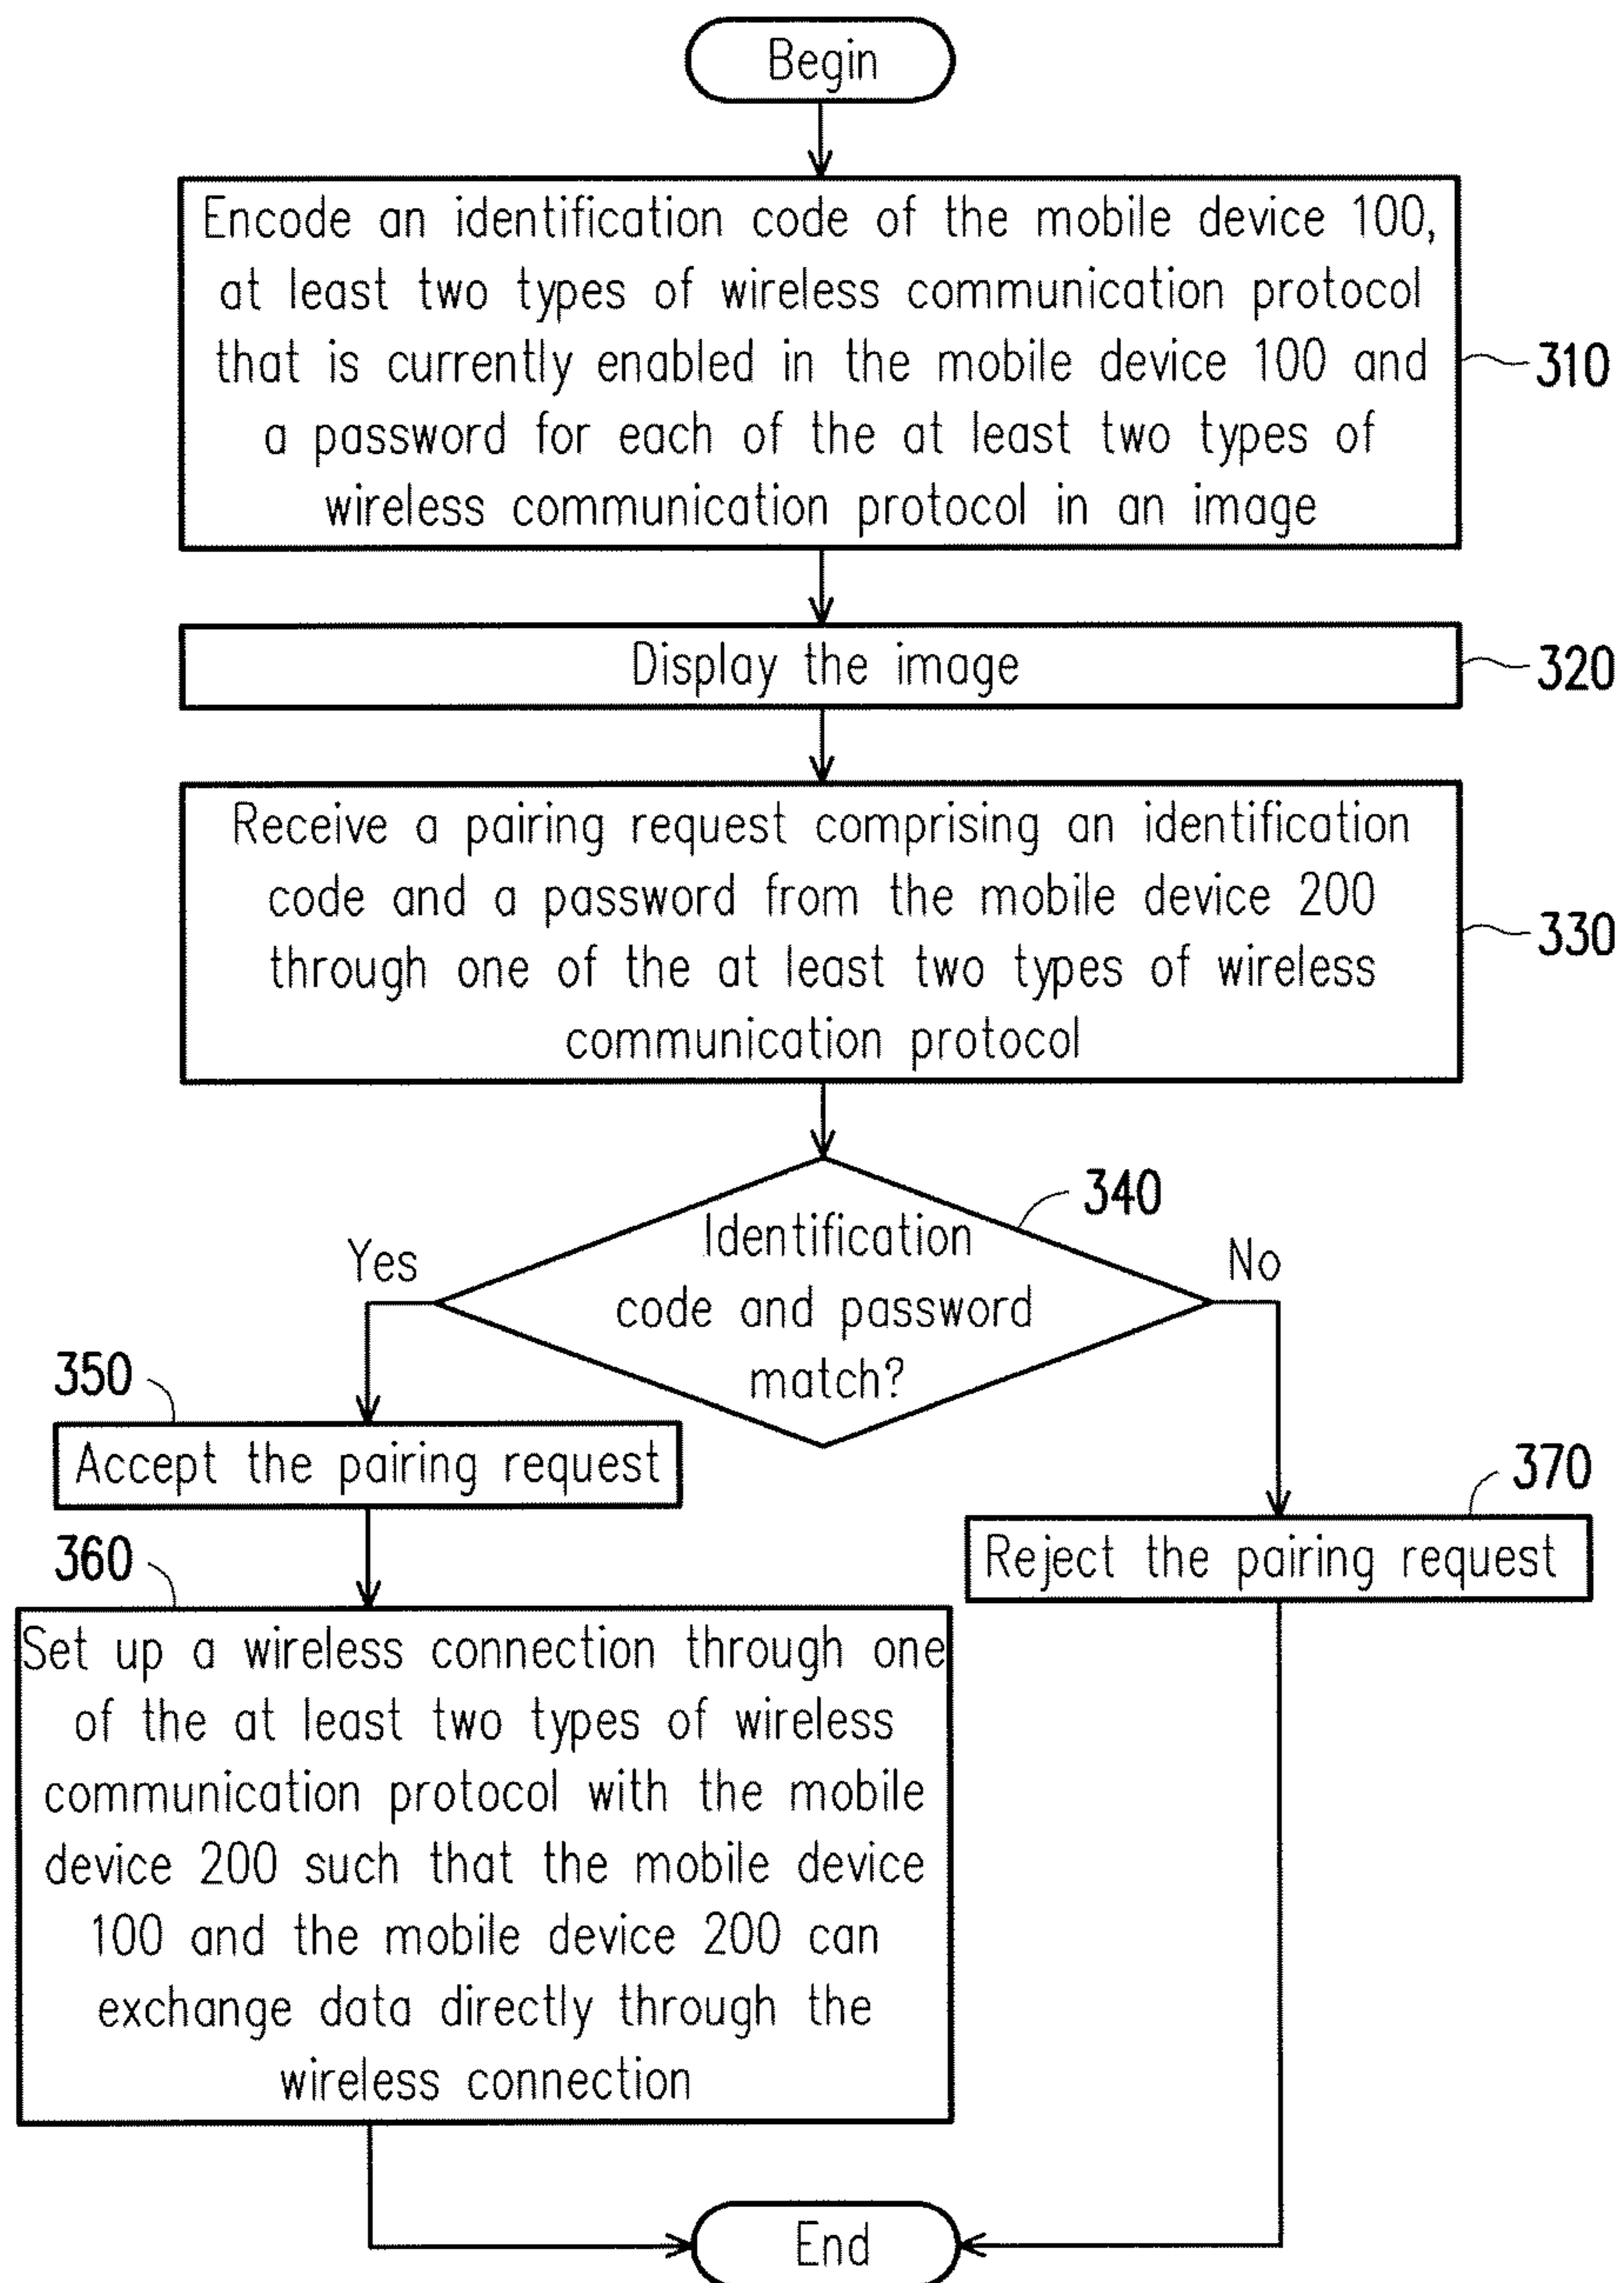 Begin
Encode an identification code of the mobile device 100,
at least two types of wireless communication protocol
that is currently enabled in the mobile device 100 and
a password for each of the at least two types of
wireless communication protocol in an image
310
Display the image
320
Receive a pairing request comprising an identification
code and a password from the mobile device 200
through one of the at least two types of wireless
communication protocol
330
340
Identification
code and password
match?
Yes
No
350
Accept the pairing request
370
Reject the pairing request
360
Set up a wireless connection through one
of the at least two types of wireless
communication protocol with the mobile
device 200 such that the mobile device
100 and the mobile device 200 can
exchange data directly through the
wireless connection
End